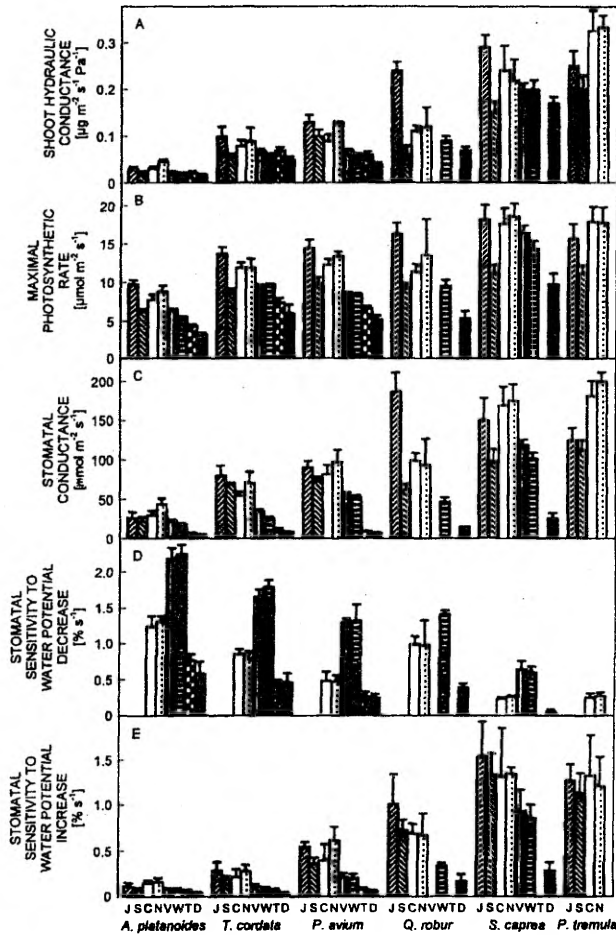 A
SHOOT HYDRAULIC
CONDUCTANCE
[µg m-2 s-1 Pa-1]
0.3
0.2
0.1
0
B
MAXIMAL
PHOTOSYNTHETIC
RATE
[µmol m-2 s-1]
20
15
10
5
0
C
STOMATAL
CONDUCTANCE
[mmol m-2 s-1]
200
150
100
50
0
D
STOMATAL
SENSITIVITY TO
WATER POTENTIAL
DECREASE
[% s-1]
2.0
1.5
1.0
0.5
0
E
STOMATAL
SENSITIVITY TO
WATER POTENTIAL
INCREASE
[% s-1]
1.5
1.0
0.5
0.0
JSCNVWTD JSCNVWTD JSCNVWTD JSCNVWTD JSCNVWTD JSCN
A. platanoides T. cordata P. avium Q. robur S. caprea P. tremula